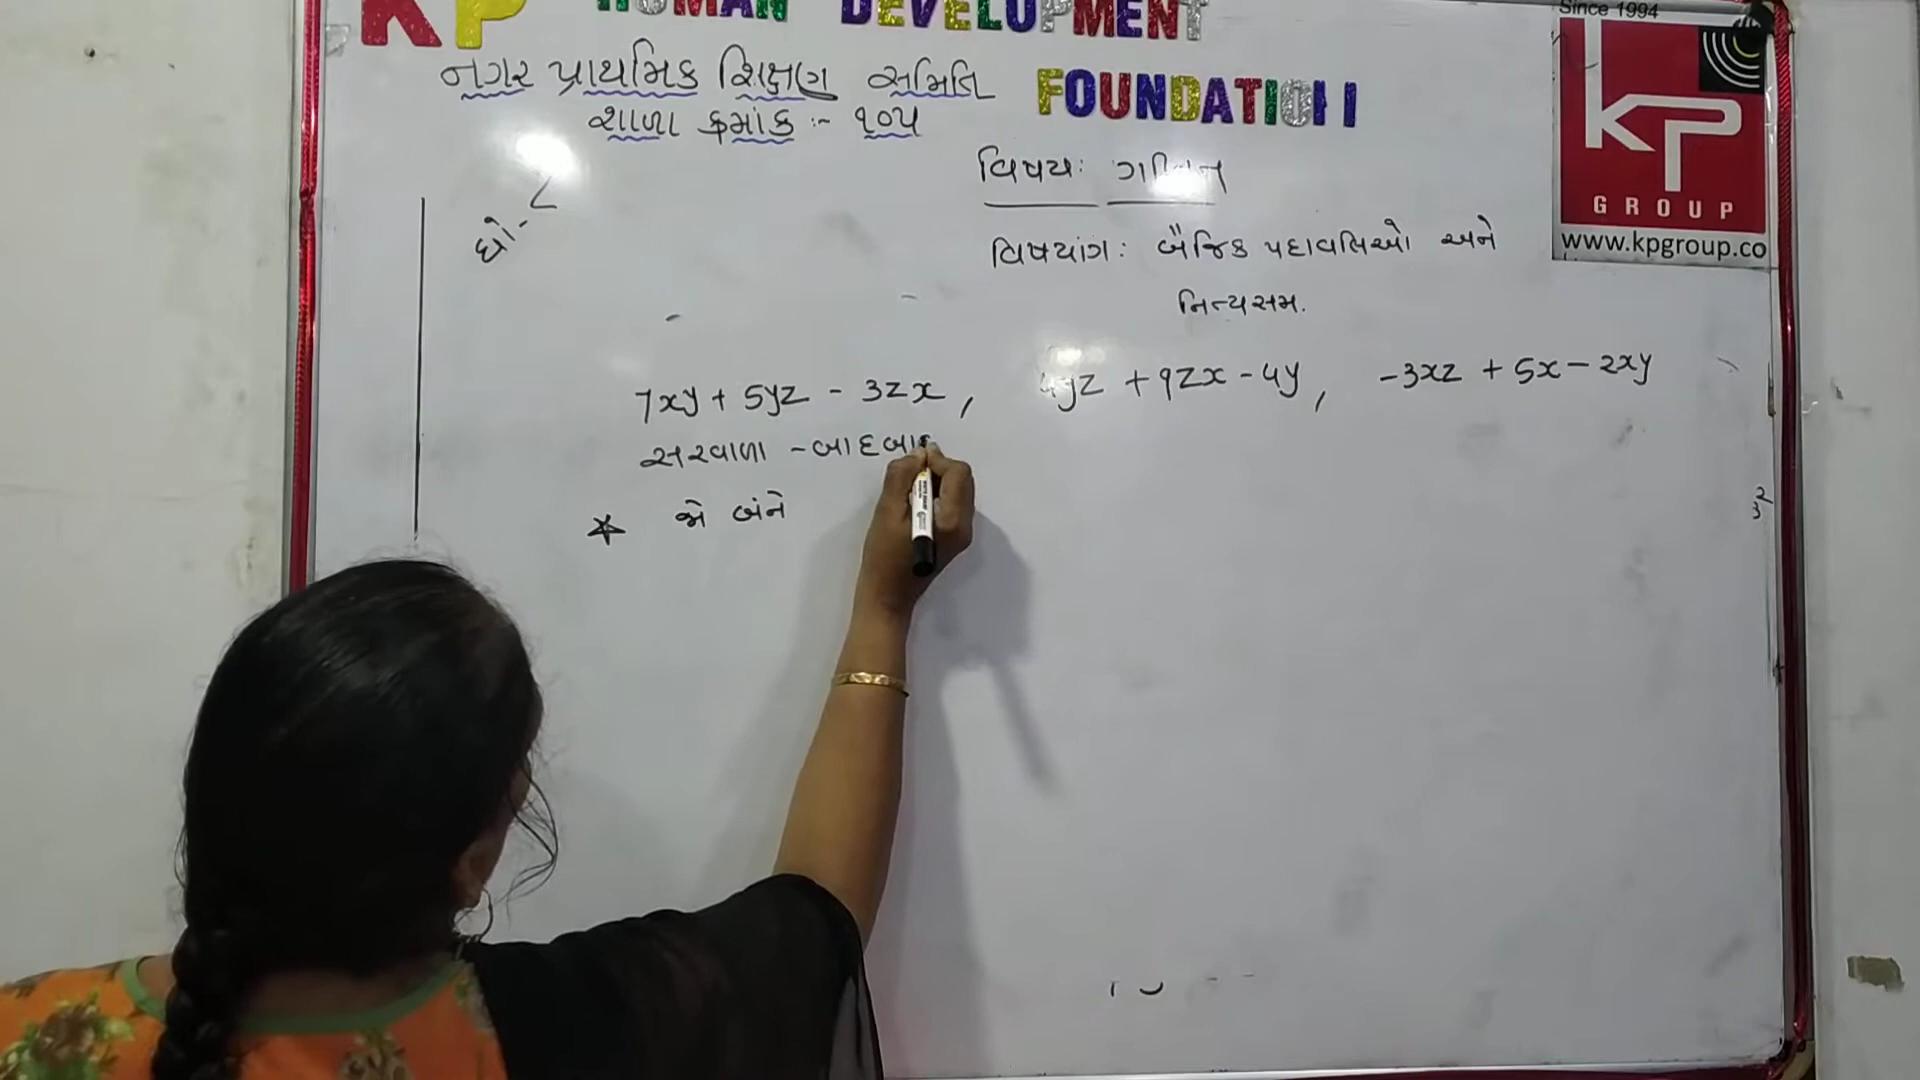 KP HUMAN DEVELOPMENT
FOUNDATION
Since 1994
KP
GROUP
www.kpgroup.co
નગર પ્રાથમિક શિક્ષણ સમિતિ
શાળા ક્રમાંક :- ૧૦૫
ધો - ૮
વિષય: ગણિત
વિષયાંગ: બૈજિક પદાવલિઓ અને
નિત્યસમ.
7xy + 5yz - 3zx, 4yz + 9zx - 4y, -3xz + 5x - 2xy
સરવાળા - બાદબા
* જો બંને